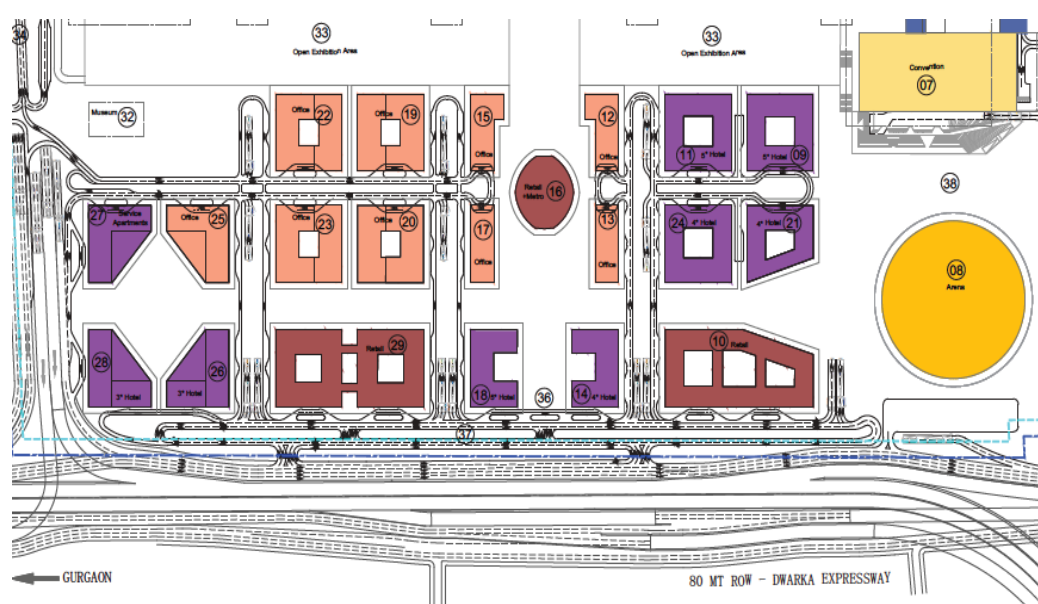 34
33
Open Exhibition Area
33
Open Exhibition Area
Convention
07
Museum 32
Office 22
Office 19
15
Office
12
Office
11 5* Hotel
5* Hotel 09
Retail
+Metro
16
38
27 Service
Apartments
Office 25
Office
23
Office
20
17
Office
13
Office
24 4* Hotel
4* Hotel 21
08
Arena
28
3* Hotel
26
3* Hotel
Retail 29
18 5* Hotel
36
14 4* Hotel
10
Retail
37
GURGAON
80 MT ROW - DWARKA EXPRESSWAY